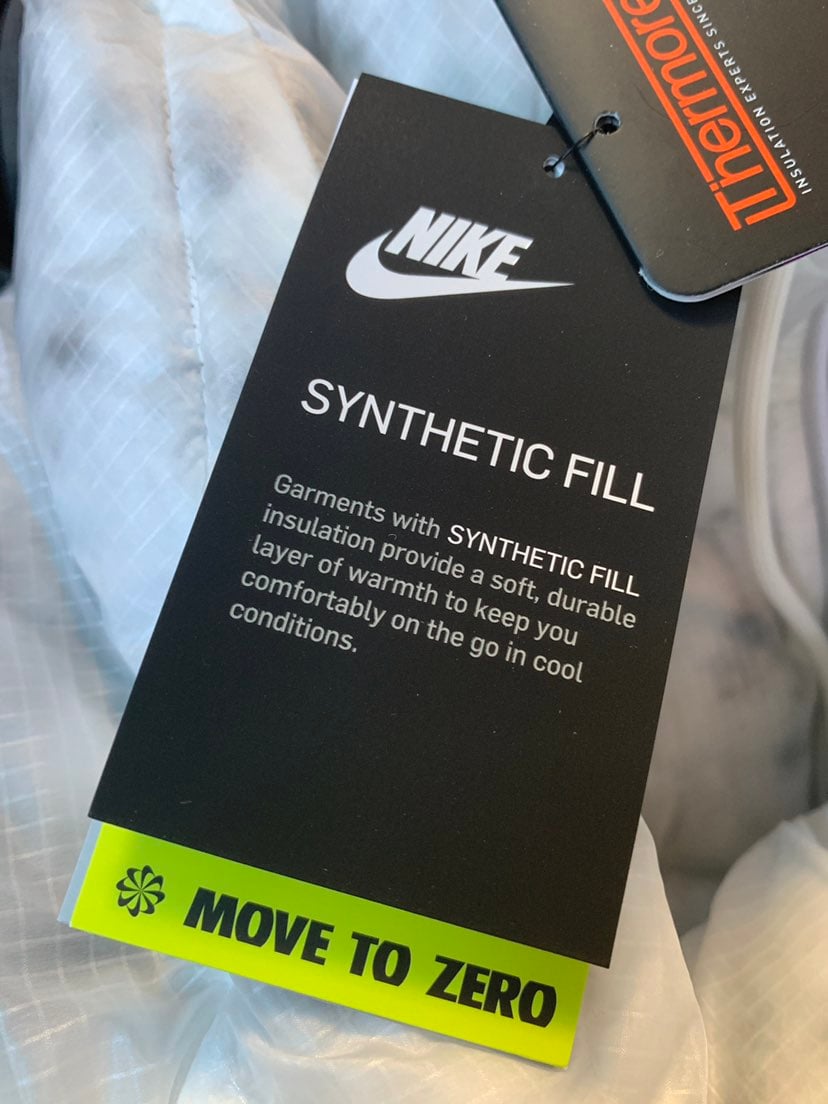 Thermore
INSULATION EXPERTS SINCE
NIKE
SYNTHETIC FILL
Garments with SYNTHETIC FILL
insulation provide a soft, durable
layer of warmth to keep you
comfortably on the go in cool
conditions.
MOVE TO ZERO